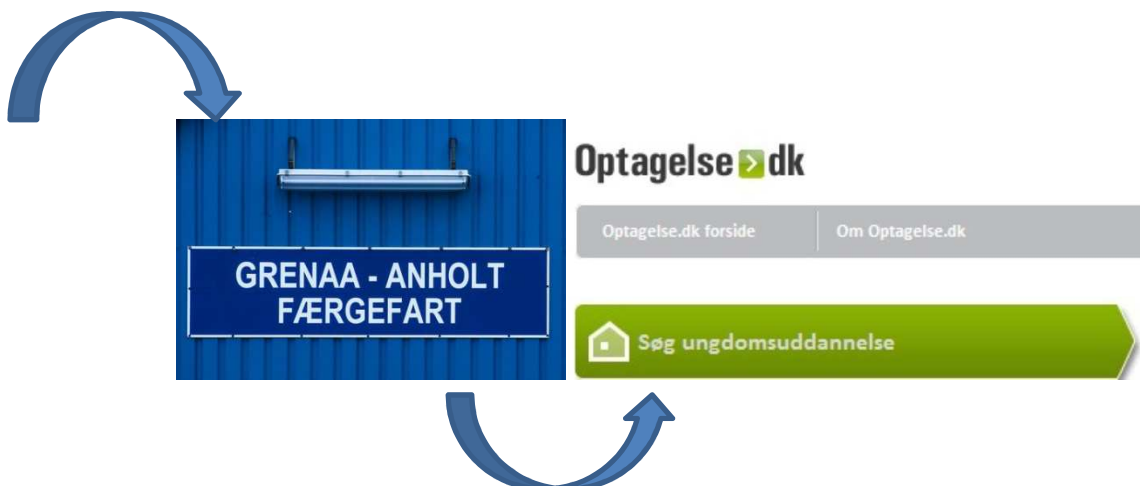 GRENAA - ANHOLT
FÆRGEFART
Optagelse dk
Optagelse.dk forside
Om Optagelse.dk
Søg ungdomsuddannelse